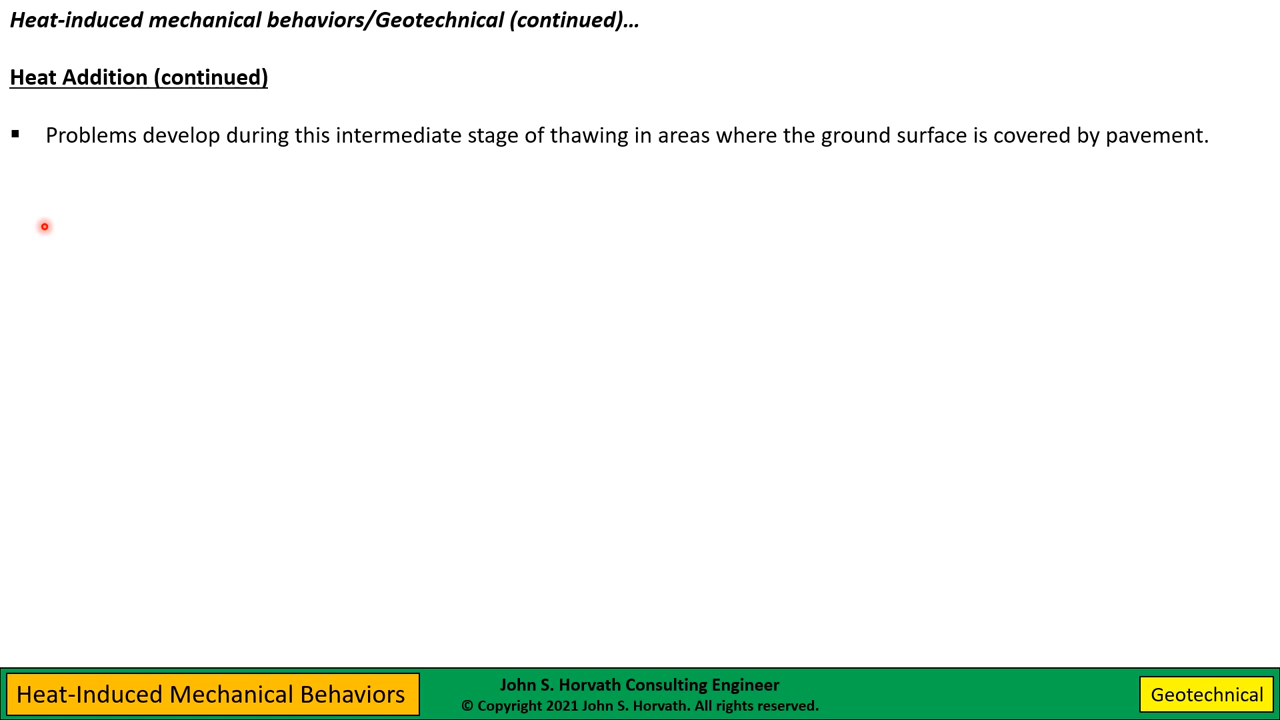 Heat-induced mechanical behaviors/Geotechnical (continued)…
Heat Addition (continued)
▪ Problems develop during this intermediate stage of thawing in areas where the ground surface is covered by pavement.
Heat-Induced Mechanical Behaviors
John S. Horvath Consulting Engineer
© Copyright 2021 John S. Horvath. All rights reserved.
Geotechnical